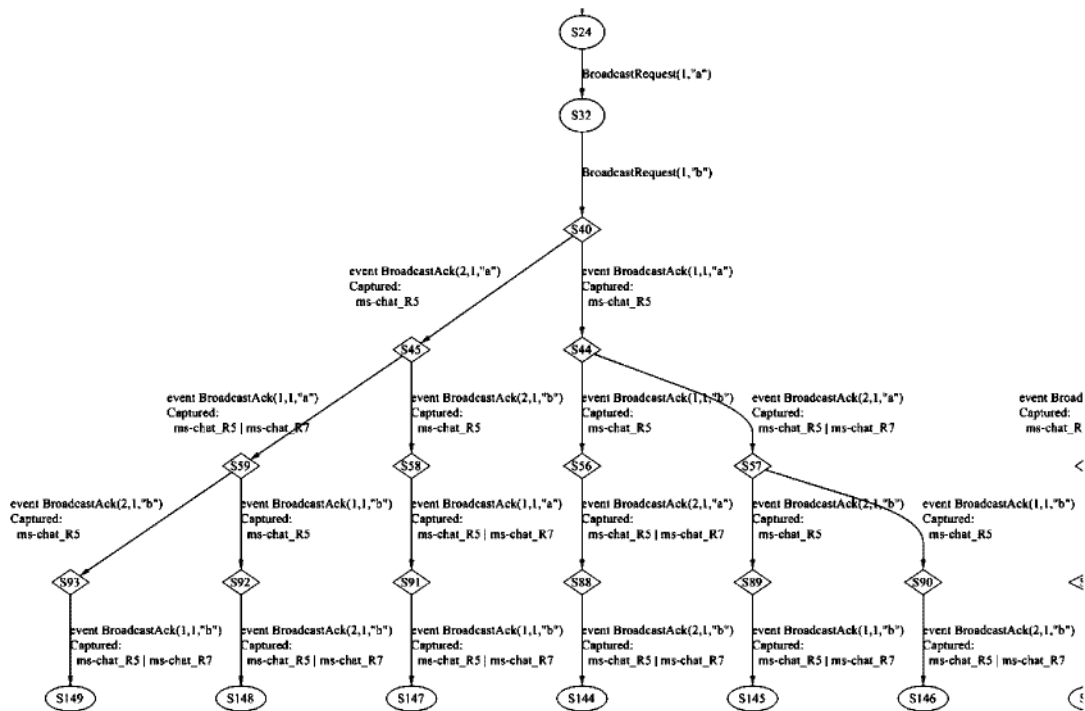 S24
BroadcastRequest(1,"a")
S32
BroadcastRequest(1,"b")
S40
event BroadcastAck(2,1,"a")
Captured:
ms-chat_R5
event BroadcastAck(1,1,"a")
Captured:
ms-chat_R5
S45
S44
event BroadcastAck(1,1,"a")
Captured:
ms-chat_R5 | ms-chat_R7
event BroadcastAck(2,1,"b")
Captured:
ms-chat_R5
event BroadcastAck(1,1,"b")
Captured:
ms-chat_R5
event BroadcastAck(2,1,"a")
Captured:
ms-chat_R5 | ms-chat_R7
event Broad
Captured:
ms-chat_R
S59
S58
S56
S57
event BroadcastAck(2,1,"b")
Captured:
ms-chat_R5
event BroadcastAck(1,1,"b")
Captured:
ms-chat_R5
event BroadcastAck(1,1,"a")
Captured:
ms-chat_R5 | ms-chat_R7
event BroadcastAck(2,1,"a")
Captured:
ms-chat_R5 | ms-chat_R7
event BroadcastAck(2,1,"b")
Captured:
ms-chat_R5
event BroadcastAck(1,1,"b")
Captured:
ms-chat_R5
S93
S92
S91
S88
S89
S90
event BroadcastAck(1,1,"b")
Captured:
ms-chat_R5 | ms-chat_R7
event BroadcastAck(2,1,"b")
Captured:
ms-chat_R5 | ms-chat_R7
event BroadcastAck(1,1,"b")
Captured:
ms-chat_R5 | ms-chat_R7
event BroadcastAck(2,1,"b")
Captured:
ms-chat_R5 | ms-chat_R7
event BroadcastAck(1,1,"b")
Captured:
ms-chat_R5 | ms-chat_R7
event BroadcastAck(2,1,"b")
Captured:
ms-chat_R5 | ms-chat_R7
S149
S148
S147
S144
S145
S146